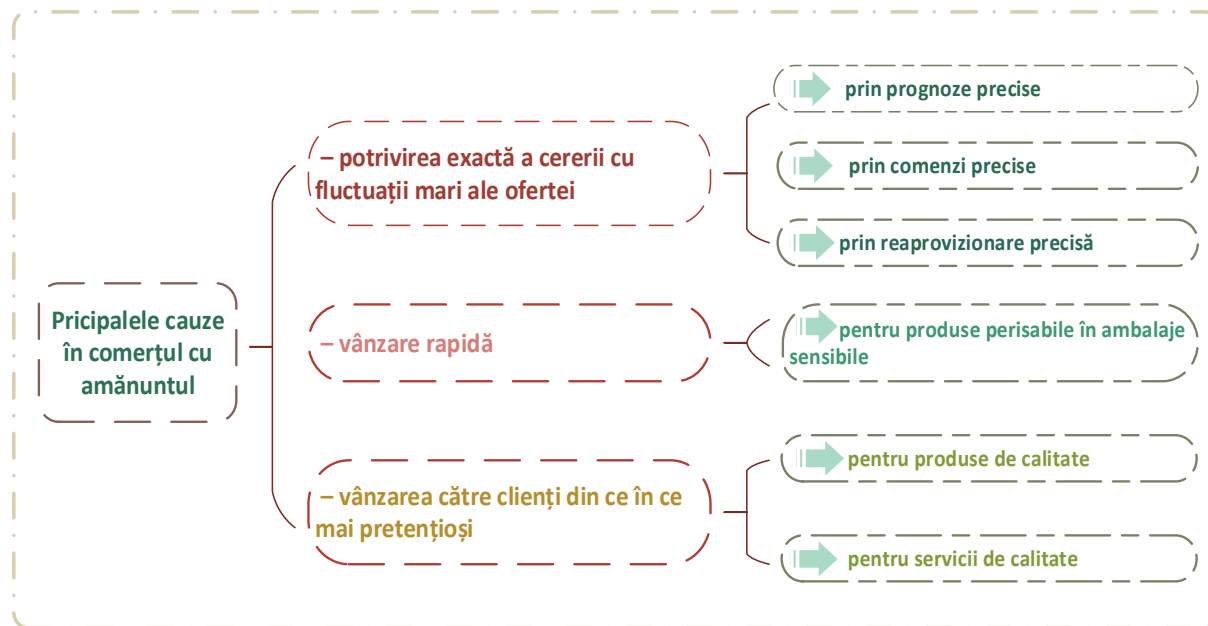 Pricipalele cauze
în comerțul cu
amănuntul
– potrivirea exactă a cererii cu
fluctuații mari ale ofertei
prin prognoze precise
prin comenzi precise
prin reaprovizionare precisă
– vânzare rapidă
pentru produse perisabile în ambalaje
sensibile
– vânzarea către clienți din ce în ce
mai pretențioși
pentru produse de calitate
pentru servicii de calitate